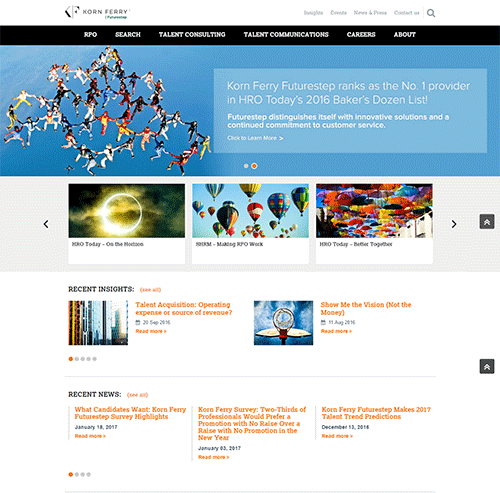 KORN FERRY
Futurestep
Insights Events News & Press Contact us
RPO SEARCH TALENT CONSULTING TALENT COMMUNICATIONS CAREERS ABOUT
Korn Ferry Futurestep ranks as the No. 1 provider
in HRO Today's 2016 Baker's Dozen List!
Futurestep distinguishes itself with innovative solutions and a
continued commitment to customer service.
Click to Learn More >
HRO Today – On the Horizon
SHRM – Making RPO Work
HRO Today – Better Together
RECENT INSIGHTS: (see all)
Talent Acquisition: Operating
expense or source of revenue?
20 Sep 2016
Read more >
Show Me the Vision (Not the
Money)
11 Aug 2016
Read more >
RECENT NEWS: (see all)
What Candidates Want: Korn Ferry
Futurestep Survey Highlights
January 18, 2017
Read more >
Korn Ferry Survey: Two-Thirds of
Professionals Would Prefer a
Promotion with No Raise Over a
Raise with No Promotion in the
New Year
January 03, 2017
Read more >
Korn Ferry Futurestep Makes 2017
Talent Trend Predictions
December 13, 2016
Read more >